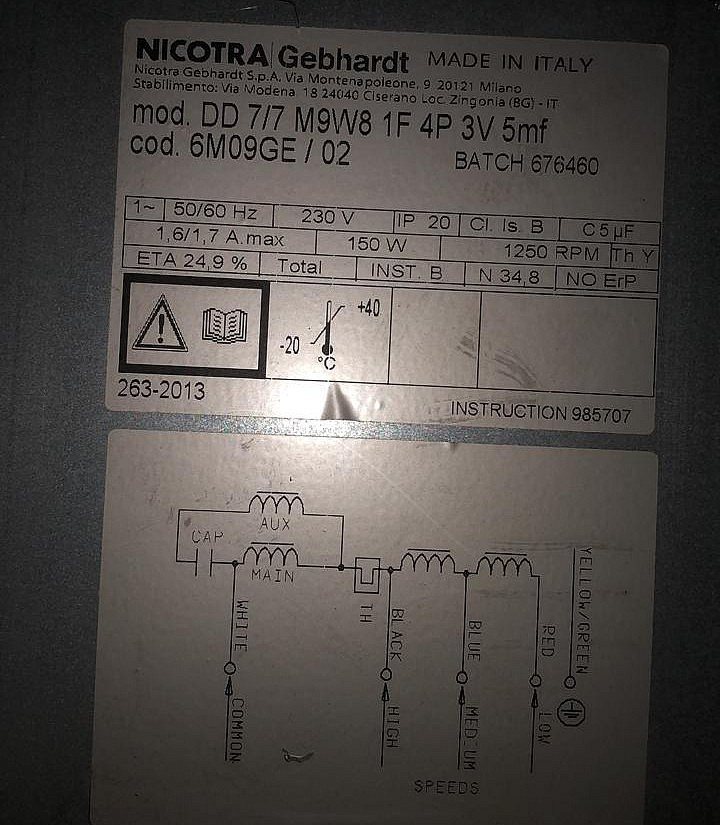 NICOTRA Gebhardt MADE IN ITALY
Nicotra Gebhardt S.p.A. Via Montenapoleone, 9 20121 Milano
Stabilimento: Via Modena 18 24040 Ciserano Loc. Zingonia (BG) - IT
mod. DD 7/7 M9W8 1F 4P 3V 5mf
cod. 6M09GE / 02 BATCH 676460
1~ 50/60 Hz 230 V IP 20 Cl. Is. B C 5 µF
1,6/1,7 A.max 150 W 1250 RPM Th Y
ETA 24,9 % Total INST. B N 34,8 NO ErP
+40
-20
°C
263-2013
INSTRUCTION 985707
AUX
CAP
MAIN
TH
WHITE
BLACK
BLUE
RED
YELLOW/GREEN
COMMON
HIGH
MEDIUM
LOW
SPEEDS